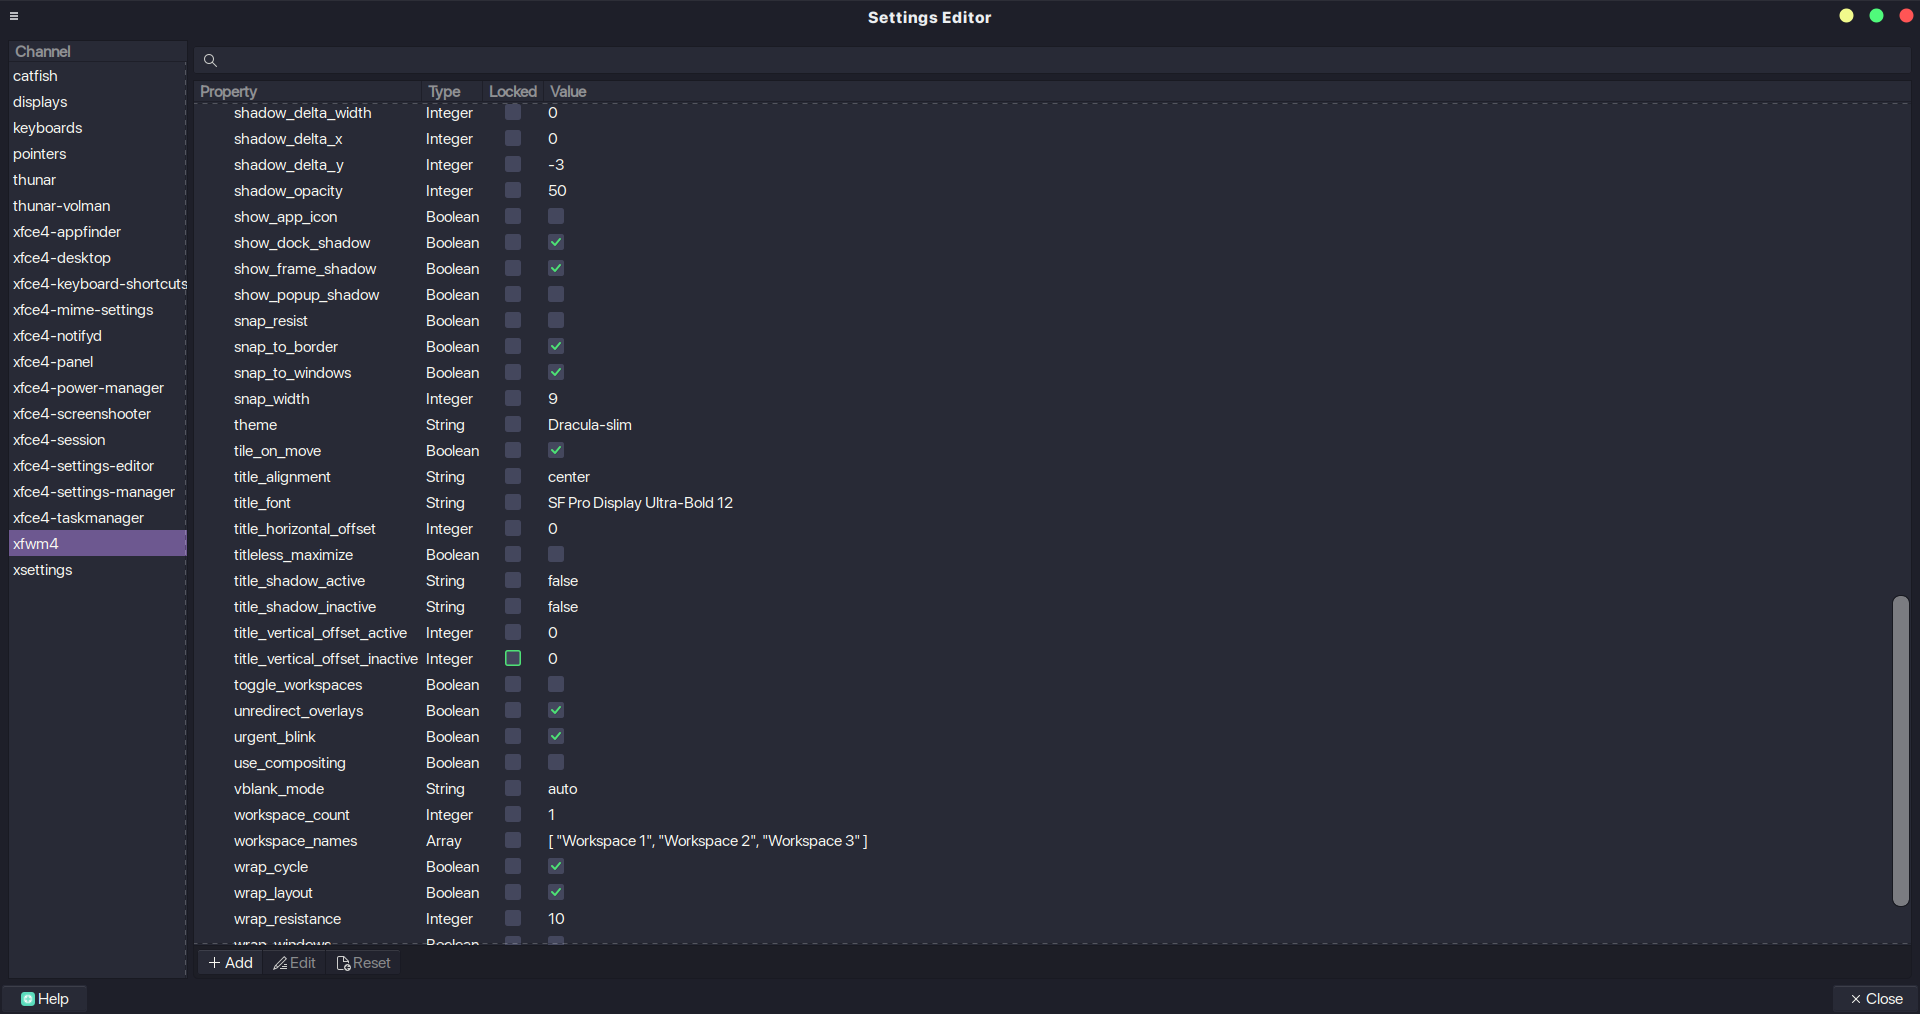 Settings Editor
Channel
catfish
displays
keyboards
pointers
thunar
thunar-volman
xfce4-appfinder
xfce4-desktop
xfce4-keyboard-shortcuts
xfce4-mime-settings
xfce4-notifyd
xfce4-panel
xfce4-power-manager
xfce4-screenshooter
xfce4-session
xfce4-settings-editor
xfce4-settings-manager
xfce4-taskmanager
xfwm4
xsettings
Property Type Locked Value
shadow_delta_width Integer 0
shadow_delta_x Integer 0
shadow_delta_y Integer -3
shadow_opacity Integer 50
show_app_icon Boolean
show_dock_shadow Boolean
show_frame_shadow Boolean
show_popup_shadow Boolean
snap_resist Boolean
snap_to_border Boolean
snap_to_windows Boolean
snap_width Integer 9
theme String Dracula-slim
tile_on_move Boolean
title_alignment String center
title_font String SF Pro Display Ultra-Bold 12
title_horizontal_offset Integer 0
titleless_maximize Boolean
title_shadow_active String false
title_shadow_inactive String false
title_vertical_offset_active Integer 0
title_vertical_offset_inactive Integer 0
toggle_workspaces Boolean
unredirect_overlays Boolean
urgent_blink Boolean
use_compositing Boolean
vblank_mode String auto
workspace_count Integer 1
workspace_names Array [ "Workspace 1", "Workspace 2", "Workspace 3" ]
wrap_cycle Boolean
wrap_layout Boolean
wrap_resistance Integer 10
wrap_windows Boolean
Add Edit Reset
Help
Close